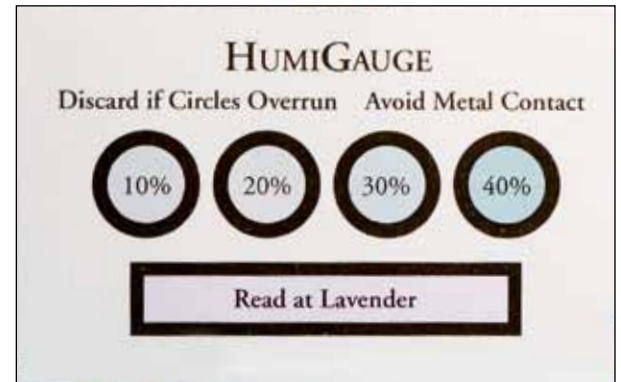 HUMIGAUGE
Discard if Circles Overrun Avoid Metal Contact
10% 20% 30% 40%
Read at Lavender